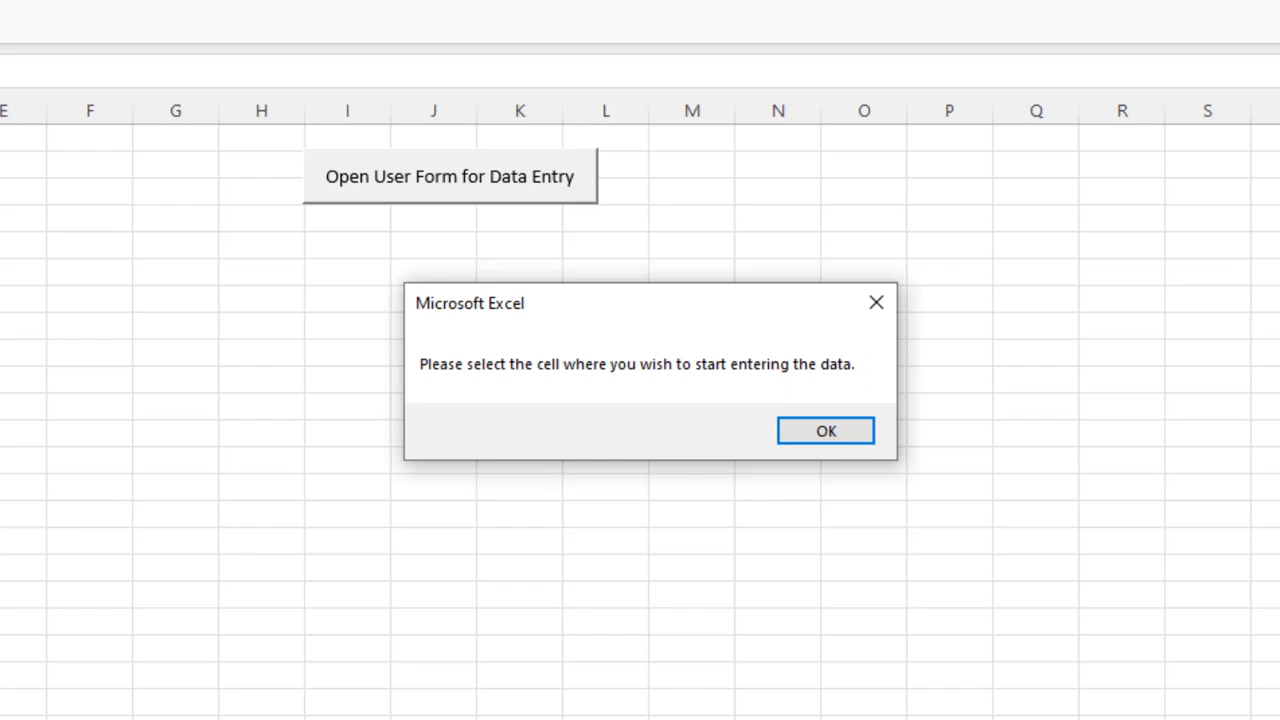 E F G H I J K L M N O P Q R S
Open User Form for Data Entry
Microsoft Excel
Please select the cell where you wish to start entering the data.
OK